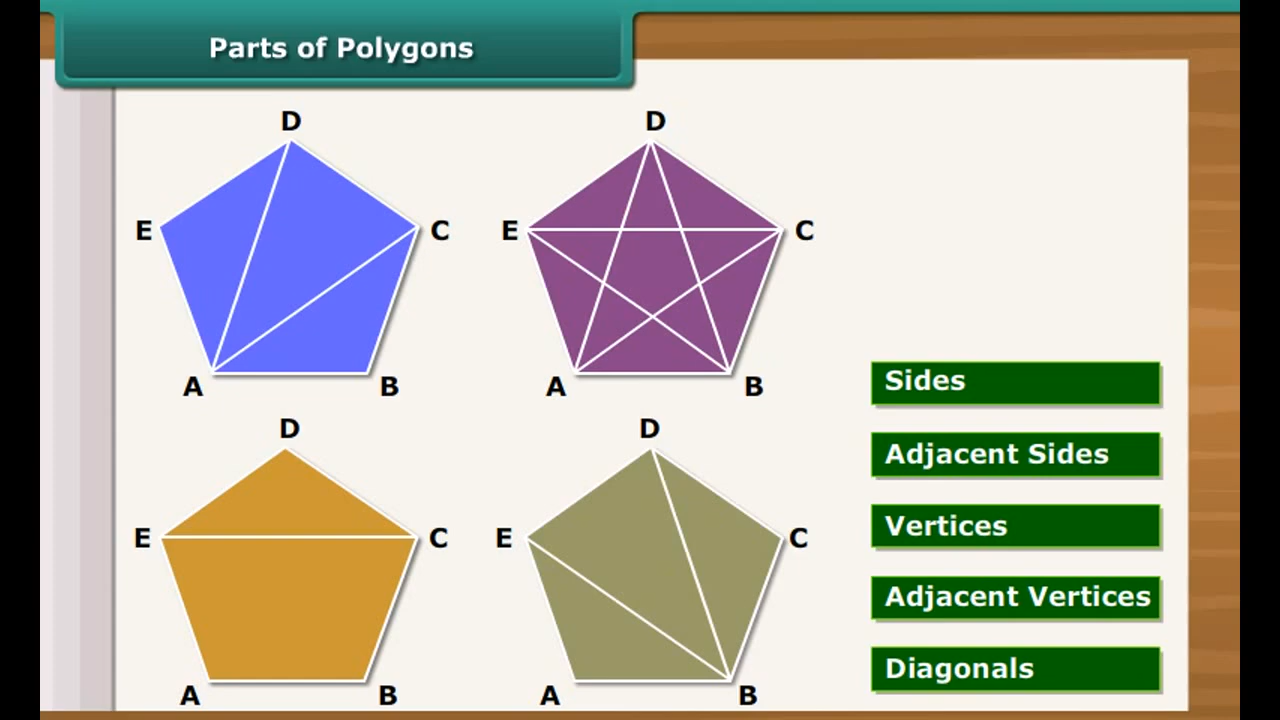 Parts of Polygons
D
E
C
A
B
D
E
C
A
B
D
E
C
A
B
D
E
C
A
B
Sides
Adjacent Sides
Vertices
Adjacent Vertices
Diagonals